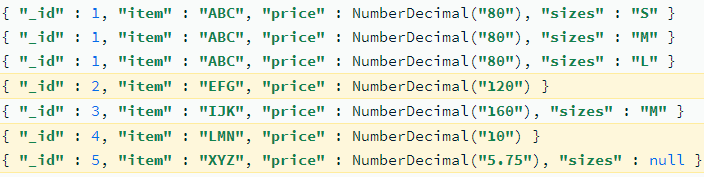 { "_id" : 1, "item" : "ABC", "price" : NumberDecimal("80"), "sizes" : "S" }
{ "_id" : 1, "item" : "ABC", "price" : NumberDecimal("80"), "sizes" : "M" }
{ "_id" : 1, "item" : "ABC", "price" : NumberDecimal("80"), "sizes" : "L" }
{ "_id" : 2, "item" : "EFG", "price" : NumberDecimal("120") }
{ "_id" : 3, "item" : "IJK", "price" : NumberDecimal("160"), "sizes" : "M" }
{ "_id" : 4, "item" : "LMN", "price" : NumberDecimal("10") }
{ "_id" : 5, "item" : "XYZ", "price" : NumberDecimal("5.75"), "sizes" : null }